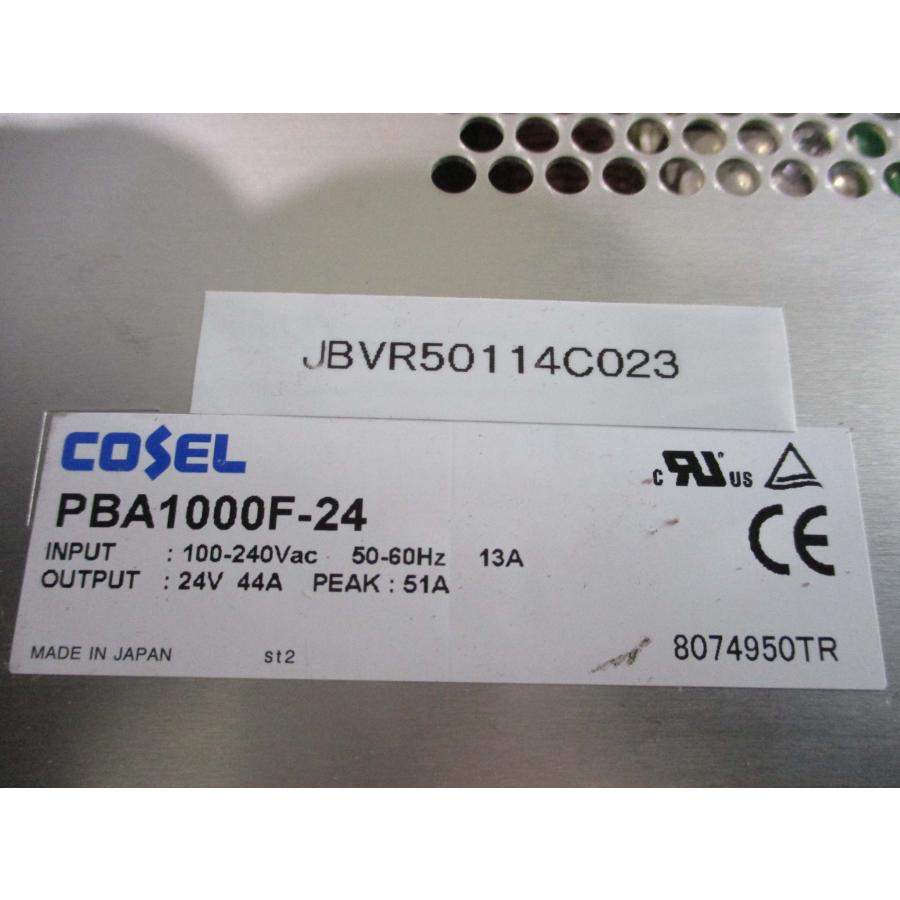 JBVR50114C023
COSEL
PBA1000F-24
INPUT : 100-240Vac 50-60Hz 13A
OUTPUT : 24V 44A PEAK : 51A
MADE IN JAPAN st2 8074950TR
c RU US
CE